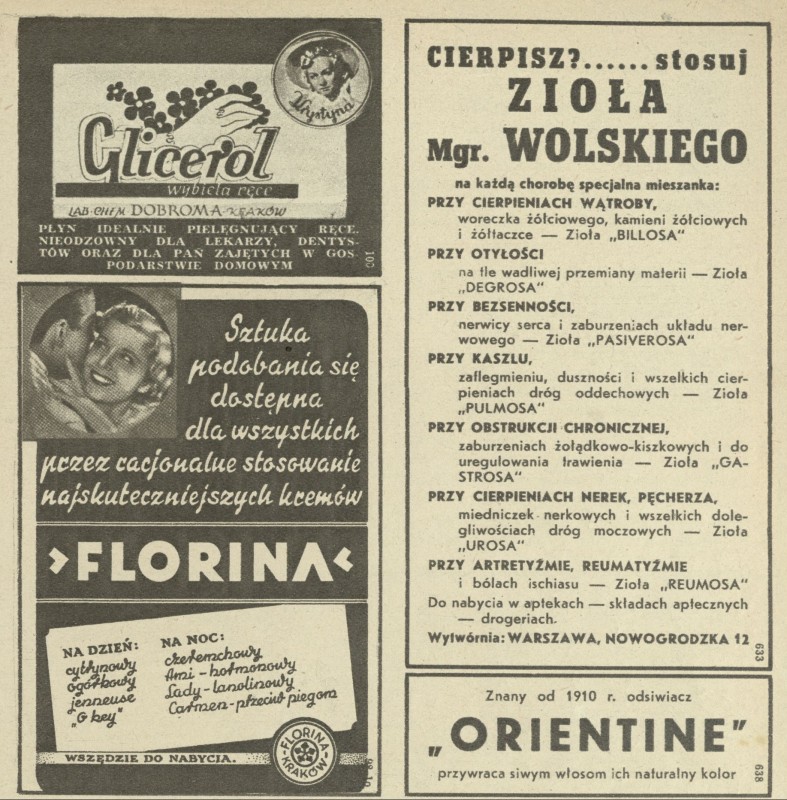 Krystyna
Glicerol
wybiela ręce
LAB·CHEM DOBROMA-KRAKÓW
PŁYN IDEALNIE PIELĘGNUJĄCY RĘCE.
NIEODZOWNY DLA LEKARZY, DENTYS-
TÓW ORAZ DLA PAŃ ZAJĘTYCH W GOS-
PODARSTWIE DOMOWYM
Sztuka
podobania się
dostępna
dla wszystkich
przez racjonalne stosowanie
najskuteczniejszych kremów
>FLORINA<
NA DZIEŃ:
cytrynowy
ogórkowy
jenneuse
"G key"
NA NOC:
czeremchowy
Ami-hormonowy
Lady-lanolinowy
Carmen-przeciw piegom
WSZĘDZIE DO NABYCIA.
FLORINA
KRAKÓW
CIERPISZ?......stosuj
ZIOŁA
Mgr. WOLSKIEGO
na każdą chorobę specjalna mieszanka:
PRZY CIERPIENIACH WĄTROBY,
woreczka żółciowego, kamieni żółciowych
i żółtaczce — Zioła „BILLOSA"
PRZY OTYŁOŚCI
na tle wadliwej przemiany materii — Zioła
„DEGROSA"
PRZY BEZSENNOŚCI,
nerwicy serca i zaburzeniach układu ner-
wowego — Zioła „PASIVEROSA"
PRZY KASZLU,
zaflegmieniu, duszności i wszelkich cier-
pieniach dróg oddechowych — Zioła
„PULMOSA"
PRZY OBSTRUKCJI CHRONICZNEJ,
zaburzeniach żołądkowo-kiszkowych i do
uregulowania trawienia — Zioła „GA-
STROSA"
PRZY CIERPIENIACH NEREK, PĘCHERZA,
miedniczek nerkowych i wszelkich dole-
gliwościach dróg moczowych — Zioła
„UROSA"
PRZY ARTRETYŹMIE, REUMATYŹMIE
i bólach ischiasu — Zioła „REUMOSA"
Do nabycia w aptekach — składach aptecznych
— drogeriach.
Wytwórnia: WARSZAWA, NOWOGRODZKA 12
633
Znany od 1910 r. odsiwiacz
„ORIENTINE"
przywraca siwym włosom ich naturalny kolor
638